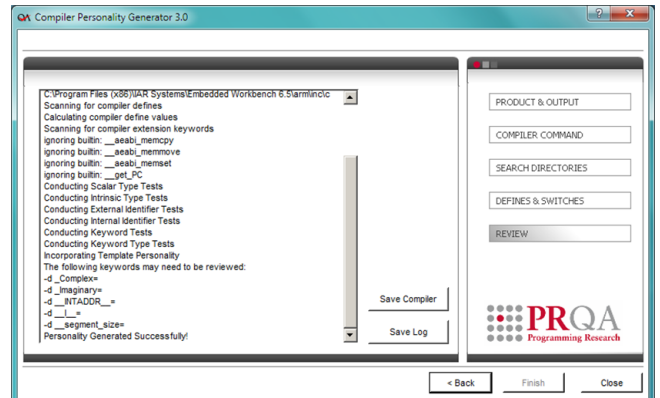 QA Compiler Personality Generator 3.0
C:\Program Files (x86)\IAR Systems\Embedded Workbench 6.5\arm\inc\c
Scanning for compiler defines
Calculating compiler define values
Scanning for compiler extension keywords
ignoring builtin: __aeabi_memcpy
ignoring builtin: __aeabi_memmove
ignoring builtin: __aeabi_memset
ignoring builtin: __get_PC
Conducting Scalar Type Tests
Conducting Intrinsic Type Tests
Conducting External Identifier Tests
Conducting Internal Identifier Tests
Conducting Keyword Tests
Conducting Keyword Type Tests
Incorporating Template Personality
The following keywords may need to be reviewed:
-d _Complex=
-d _Imaginary=
-d __INTADDR__=
-d __I__=
-d __segment_size=
Personality Generated Successfully!
Save Compiler
Save Log
PRODUCT & OUTPUT
COMPILER COMMAND
SEARCH DIRECTORIES
DEFINES & SWITCHES
REVIEW
PRQA
Programming Research
< Back
Finish
Close